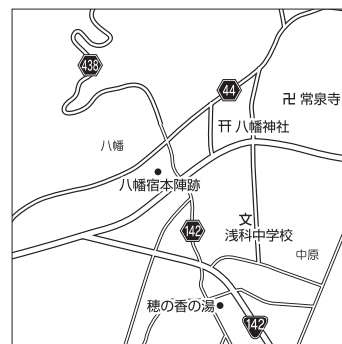 438
44
常泉寺
八幡神社
八幡
八幡宿本陣跡
142
文
浅科中学校
中原
穂の香の湯
142